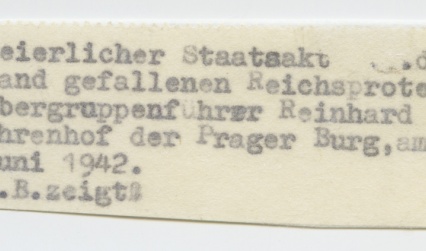 eierlicher Staatsakt .d
and gefallenen Reichsprote
bergruppenführer Reinhard
hrenhof der Prager Burg,am
uni 1942.
.B.zeigt: